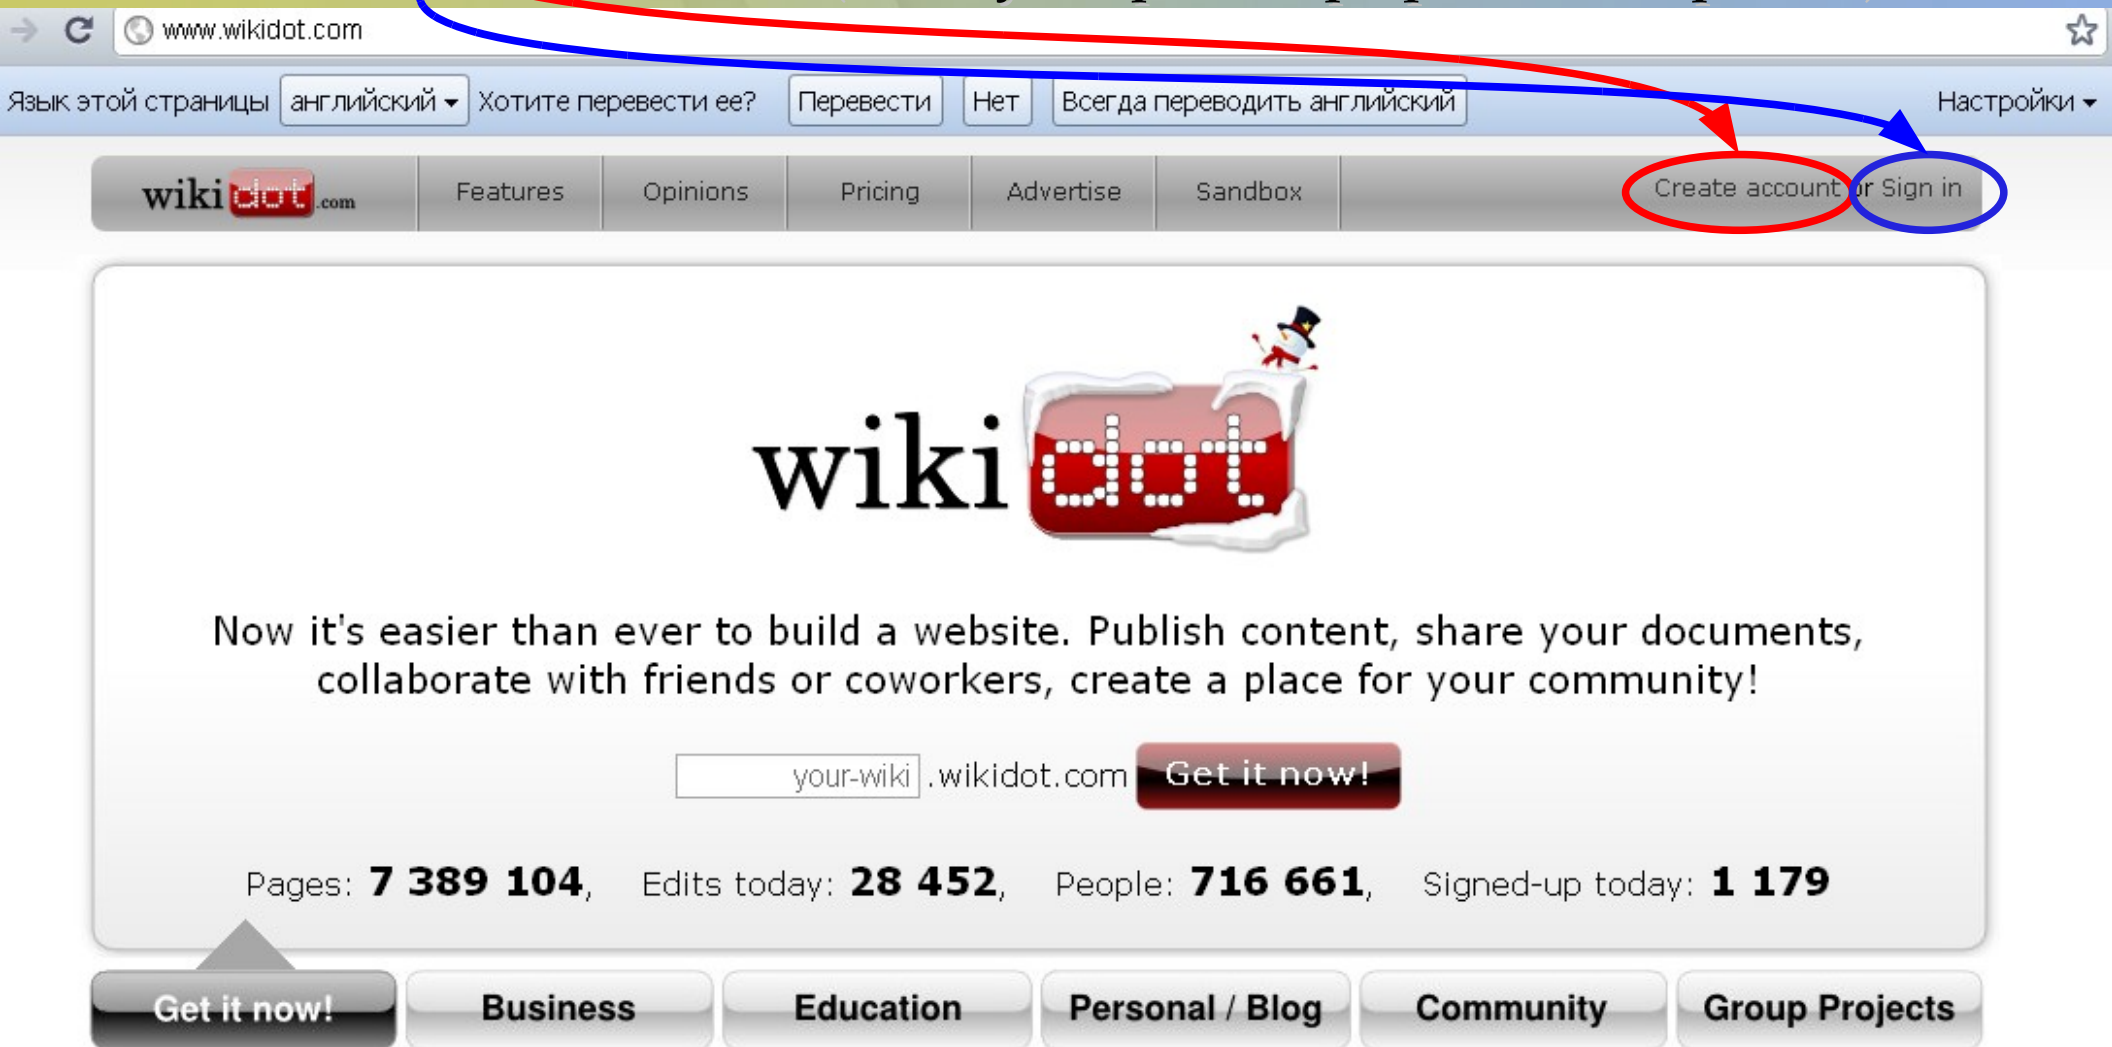 www.wikidot.com
Язык этой страницы английский Хотите перевести ее? Перевести Нет Всегда переводить английский Настройки
wikidot.com Features Opinions Pricing Advertise Sandbox Create account or Sign in
wikidot
Now it's easier than ever to build a website. Publish content, share your documents,
collaborate with friends or coworkers, create a place for your community!
your-wiki .wikidot.com Get it now!
Pages: 7 389 104, Edits today: 28 452, People: 716 661, Signed-up today: 1 179
Get it now! Business Education Personal / Blog Community Group Projects